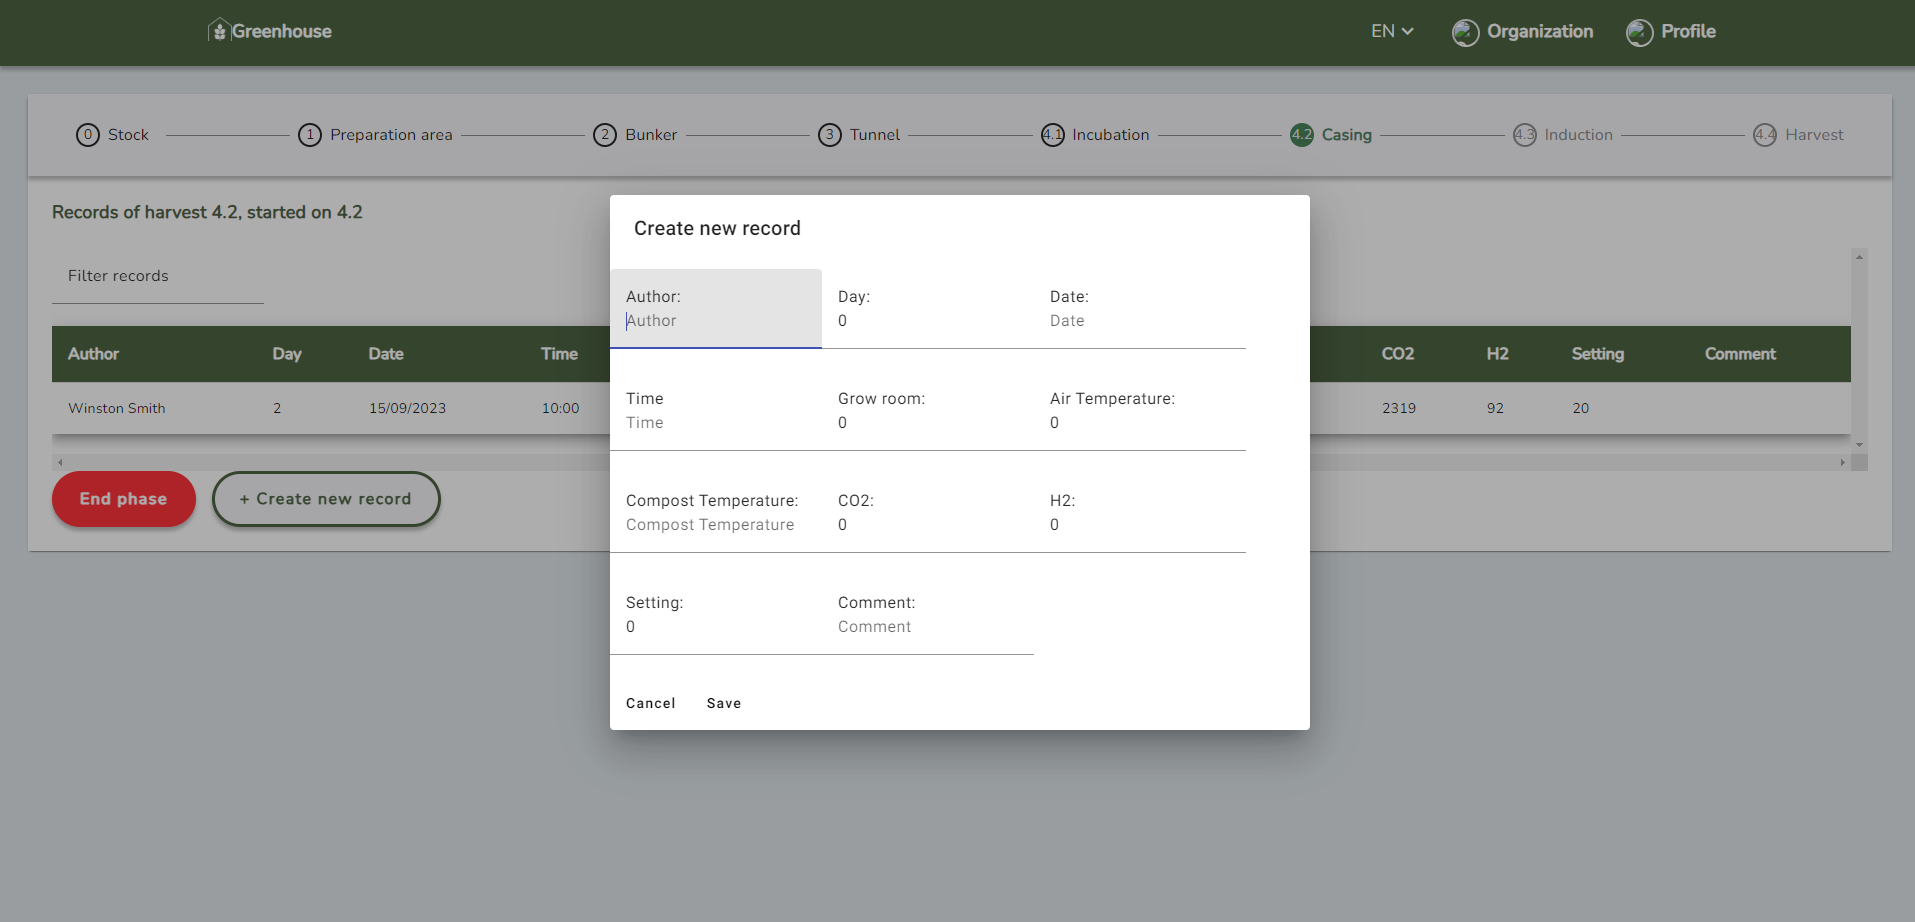 Greenhouse
EN
Organization
Profile
0 Stock
1 Preparation area
2 Bunker
3 Tunnel
4.1 Incubation
4.2 Casing
4.3 Induction
4.4 Harvest
Records of harvest 4.2, started on 4.2
Filter records
Author Day Date Time CO2 H2 Setting Comment
Winston Smith 2 15/09/2023 10:00 2319 92 20
End phase
+ Create new record
Create new record
Author: Day: Date:
Author 0 Date
Time Grow room: Air Temperature:
Time 0 0
Compost Temperature: CO2: H2:
Compost Temperature 0 0
Setting: Comment:
0 Comment
Cancel Save